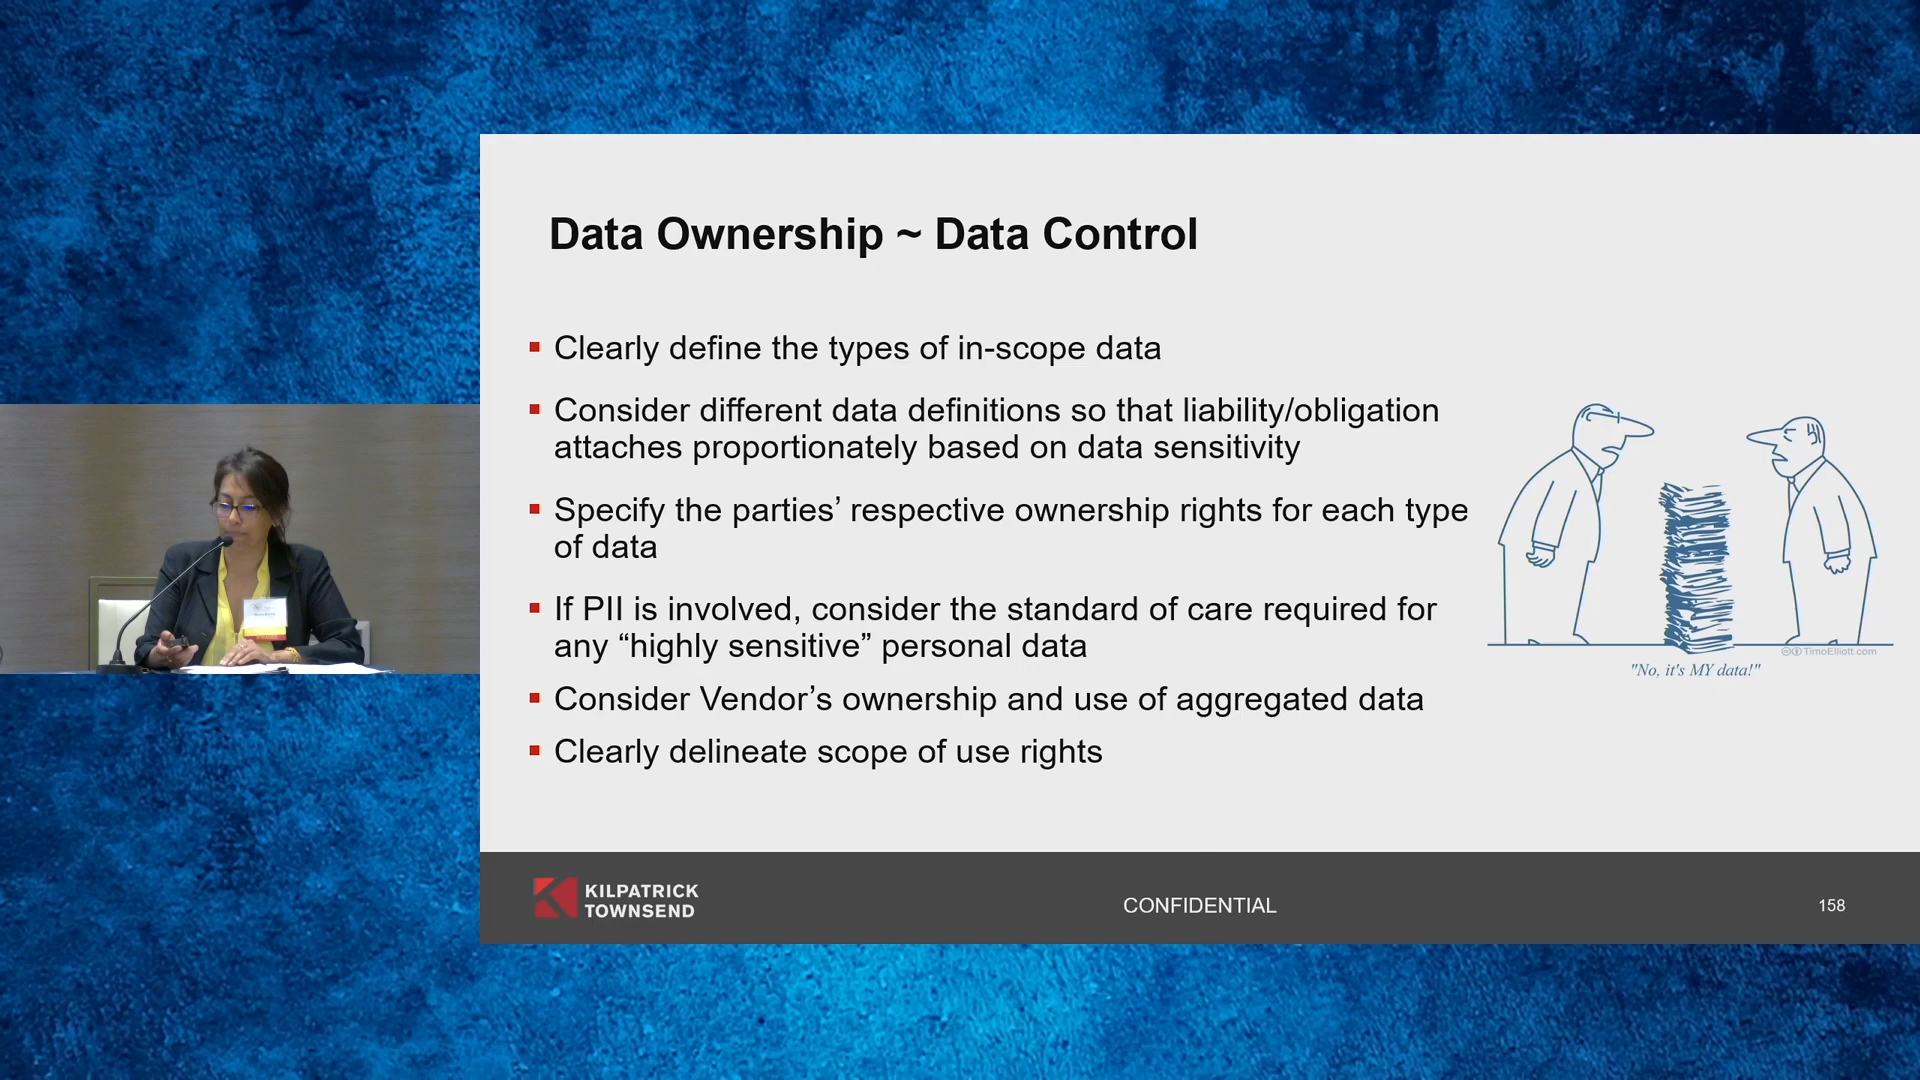 Data Ownership ~ Data Control
▪ Clearly define the types of in-scope data
▪ Consider different data definitions so that liability/obligation
attaches proportionately based on data sensitivity
▪ Specify the parties’ respective ownership rights for each type
of data
▪ If PII is involved, consider the standard of care required for
any “highly sensitive” personal data
▪ Consider Vendor’s ownership and use of aggregated data
▪ Clearly delineate scope of use rights
TimoElliott.com
"No, it's MY data!"
KILPATRICK
TOWNSEND
CONFIDENTIAL
158